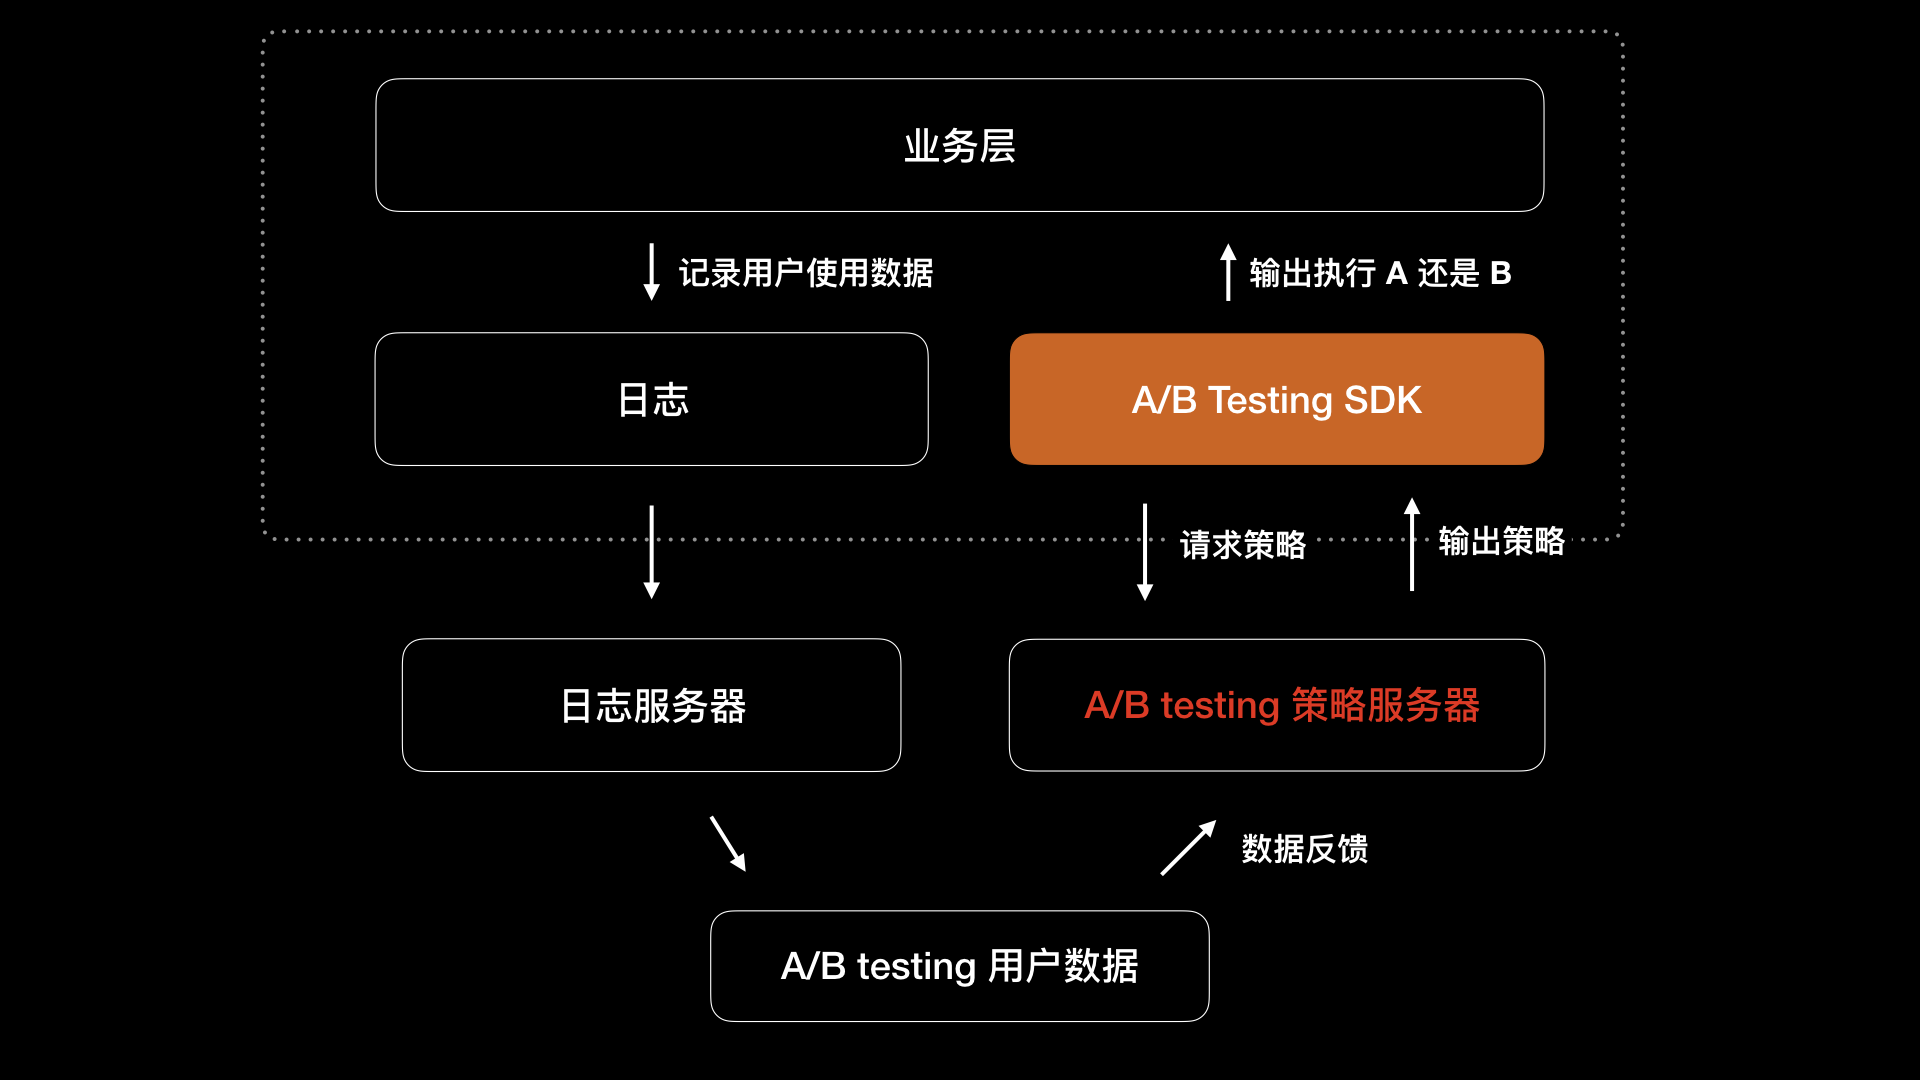 业务层
记录用户使用数据
输出执行 A 还是 B
日志
A/B Testing SDK
请求策略
输出策略
日志服务器
A/B testing 策略服务器
数据反馈
A/B testing 用户数据